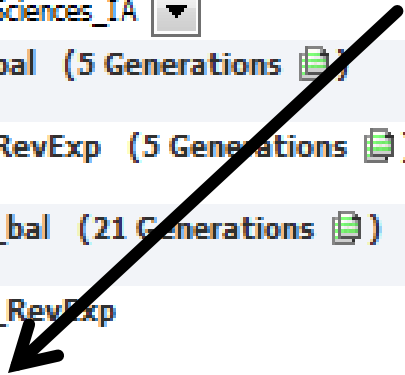 Sciences_IA
bal (5 Generations )
RevExp (5 Generations )
_bal (21 Generations )
_RevExp